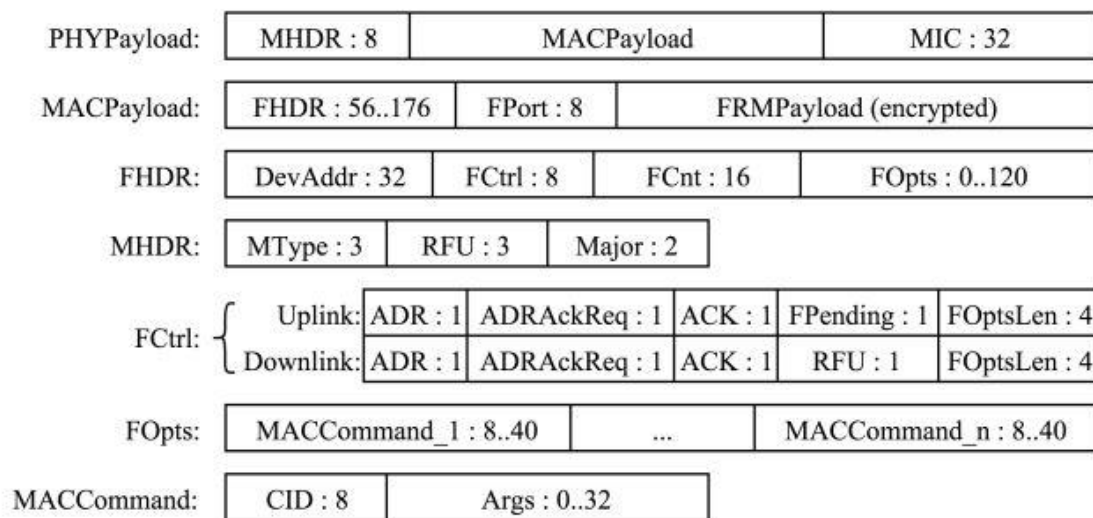 PHYPayload: MHDR : 8 MACPayload MIC : 32
MACPayload: FHDR : 56..176 FPort : 8 FRMPayload (encrypted)
FHDR: DevAddr : 32 FCtrl : 8 FCnt : 16 FOpts : 0..120
MHDR: MType : 3 RFU : 3 Major : 2
FCtrl: { Uplink: ADR : 1 ADRAckReq : 1 ACK : 1 FPending : 1 FOptsLen : 4
Downlink: ADR : 1 ADRAckReq : 1 ACK : 1 RFU : 1 FOptsLen : 4
FOpts: MACCommand_1 : 8..40 ... MACCommand_n : 8..40
MACCommand: CID : 8 Args : 0..32